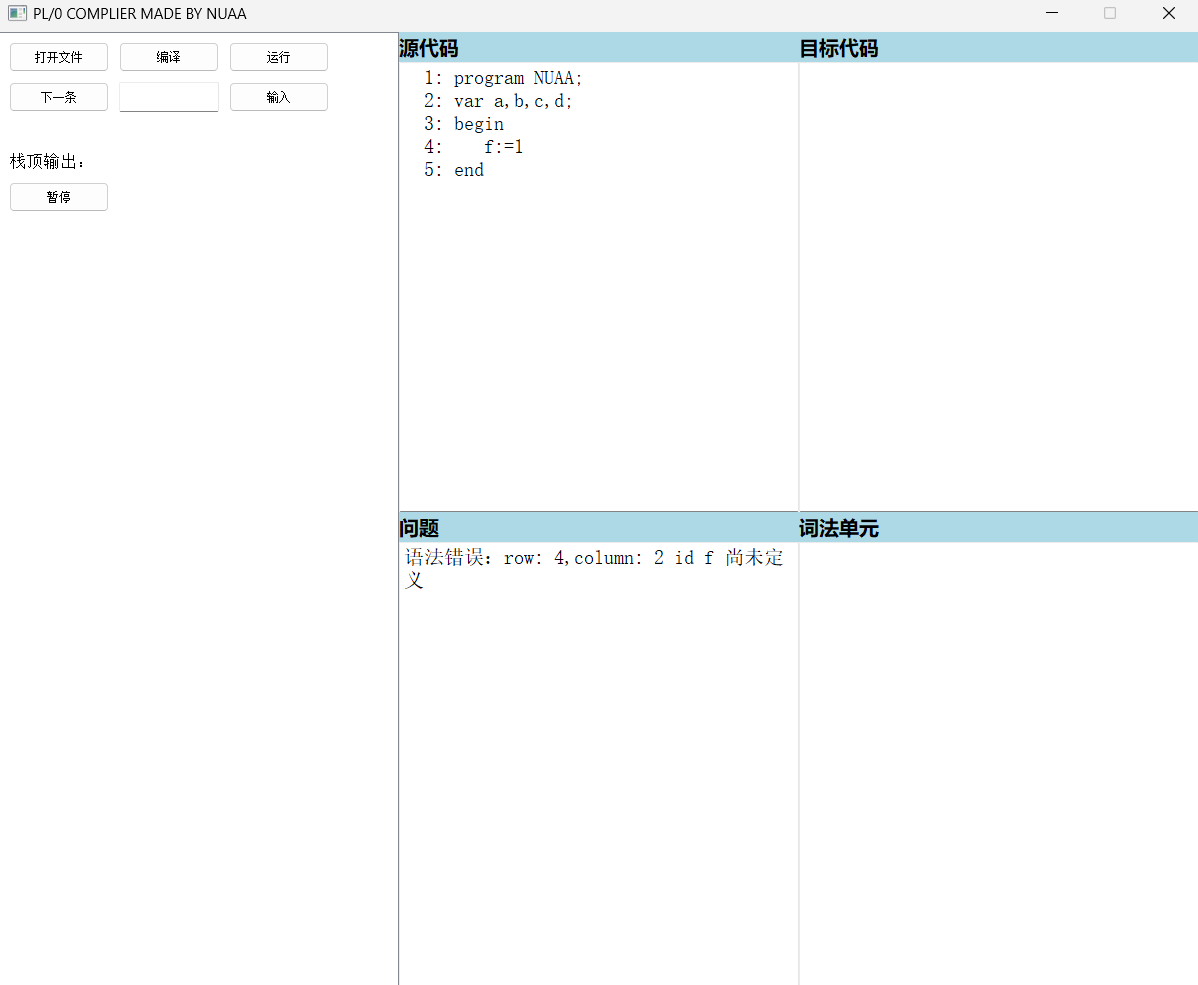 PL/0 COMPLIER MADE BY NUAA
打开文件 编译 运行
下一条 输入
栈顶输出：
暂停
源代码
1: program NUAA;
2: var a,b,c,d;
3: begin
4: f:=1
5: end
目标代码
问题
语法错误：row: 4,column: 2 id f 尚未定
义
词法单元